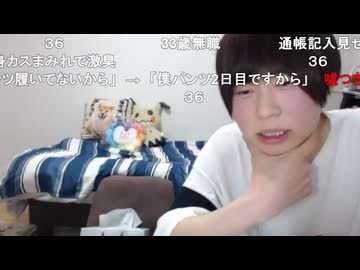 36 33歳無職 通帳記入見せ
身カスまみれで激臭 36
ツ履いてないから」 → 「僕パンツ2日目ですから」 嘘つき
36